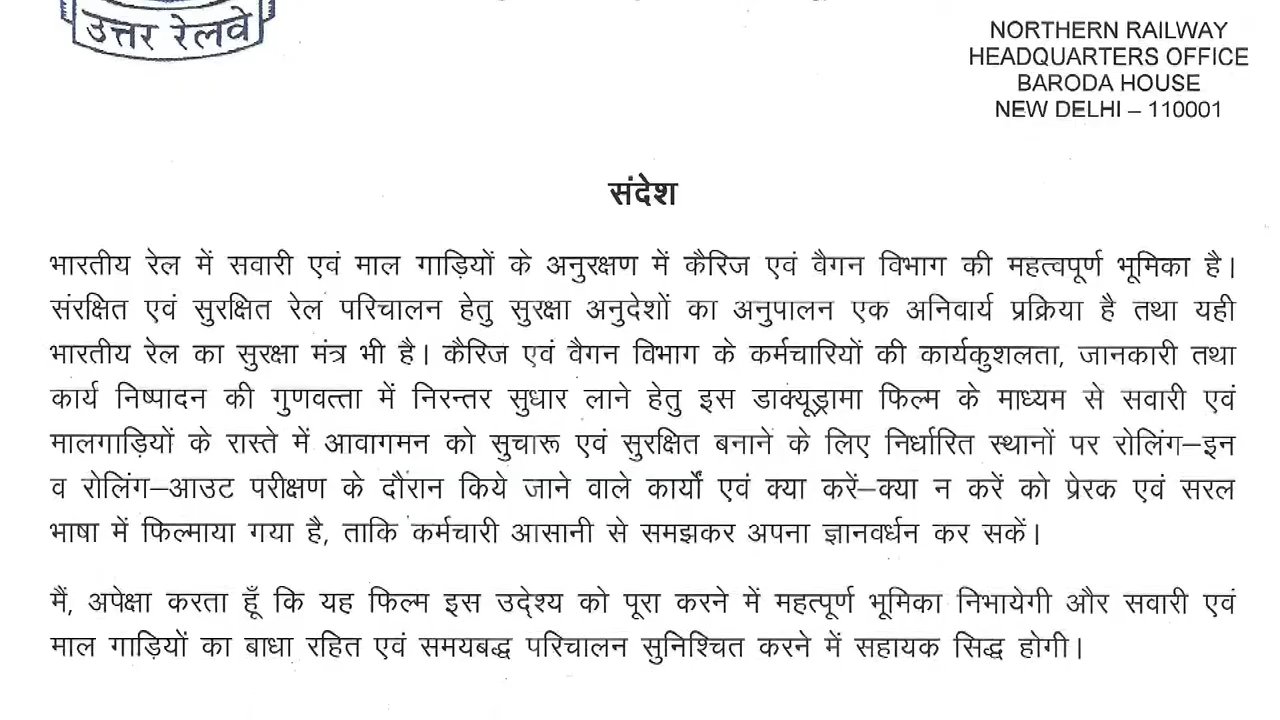 उत्तर रेलवे
NORTHERN RAILWAY
HEADQUARTERS OFFICE
BARODA HOUSE
NEW DELHI – 110001
संदेश
भारतीय रेल में सवारी एवं माल गाड़ियों के अनुरक्षण में कैरिज एवं वैगन विभाग की महत्वपूर्ण भूमिका है।
संरक्षित एवं सुरक्षित रेल परिचालन हेतु सुरक्षा अनुदेशों का अनुपालन एक अनिवार्य प्रक्रिया है तथा यही
भारतीय रेल का सुरक्षा मंत्र भी है। कैरिज एवं वैगन विभाग के कर्मचारियों की कार्यकुशलता, जानकारी तथा
कार्य निष्पादन की गुणवत्ता में निरन्तर सुधार लाने हेतु इस डाक्यूड्रामा फिल्म के माध्यम से सवारी एवं
मालगाड़ियों के रास्ते में आवागमन को सुचारू एवं सुरक्षित बनाने के लिए निर्धारित स्थानों पर रोलिंग–इन
व रोलिंग–आउट परीक्षण के दौरान किये जाने वाले कार्यों एवं क्या करें–क्या न करें को प्रेरक एवं सरल
भाषा में फिल्माया गया है, ताकि कर्मचारी आसानी से समझकर अपना ज्ञानवर्धन कर सकें।
मैं, अपेक्षा करता हूँ कि यह फिल्म इस उदे्श्य को पूरा करने में महत्पूर्ण भूमिका निभायेगी और सवारी एवं
माल गाड़ियों का बाधा रहित एवं समयबद्ध परिचालन सुनिश्चित करने में सहायक सिद्ध होगी।